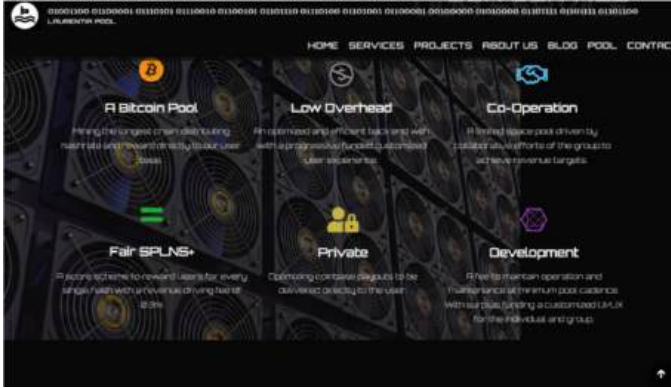 01001100 01100001 01110101 01110010 01100101 01101110 01110100 01101001 01100001 00100000 01010000 01101111 01101111 01101100
LAURENTIA POOL
HOME SERVICES PROJECTS ABOUT US BLOG POOL CONTAC
A Bitcoin Pool
Mining the longest chain distributing
hashrate and reward directly to our user
base.
Low Overhead
An optimized and efficient back end with
with a progressive funded customized
user experience.
Co-Operation
A limited space pool driven by
collaborative efforts of the group to
achieve revenue targets.
Fair SPLNS+
A score scheme to reward users for every
single hash with a revenue driving fee of
Private
Optimizing coinbase payouts to be
delivered directly to the user.
Development
A fee to maintain operation and
maintenance at minimum pool cadence.
With surplus funding a customized UI/UX
for the individual and group.